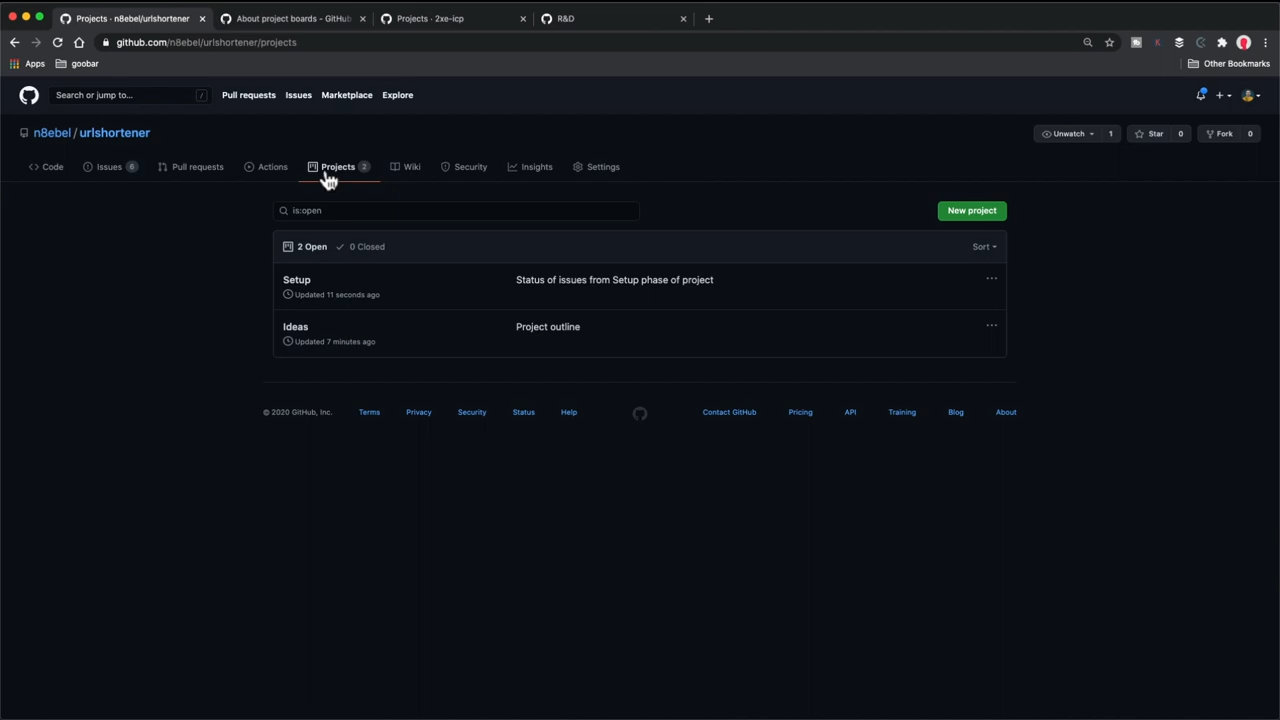 Projects · n8ebel/urlshortener
About project boards - GitHub
Projects · 2xe-icp
R&D
github.com/n8ebel/urlshortener/projects
Apps
goobar
Other Bookmarks
Search or jump to...
/
Pull requests
Issues
Marketplace
Explore
n8ebel / urlshortener
Unwatch 1
Star 0
Fork 0
<> Code
Issues 6
Pull requests
Actions
Projects 2
Wiki
Security
Insights
Settings
is:open
New project
2 Open
0 Closed
Sort
Setup
Status of issues from Setup phase of project
Updated 11 seconds ago
Ideas
Project outline
Updated 7 minutes ago
© 2020 GitHub, Inc.
Terms
Privacy
Security
Status
Help
Contact GitHub
Pricing
API
Training
Blog
About